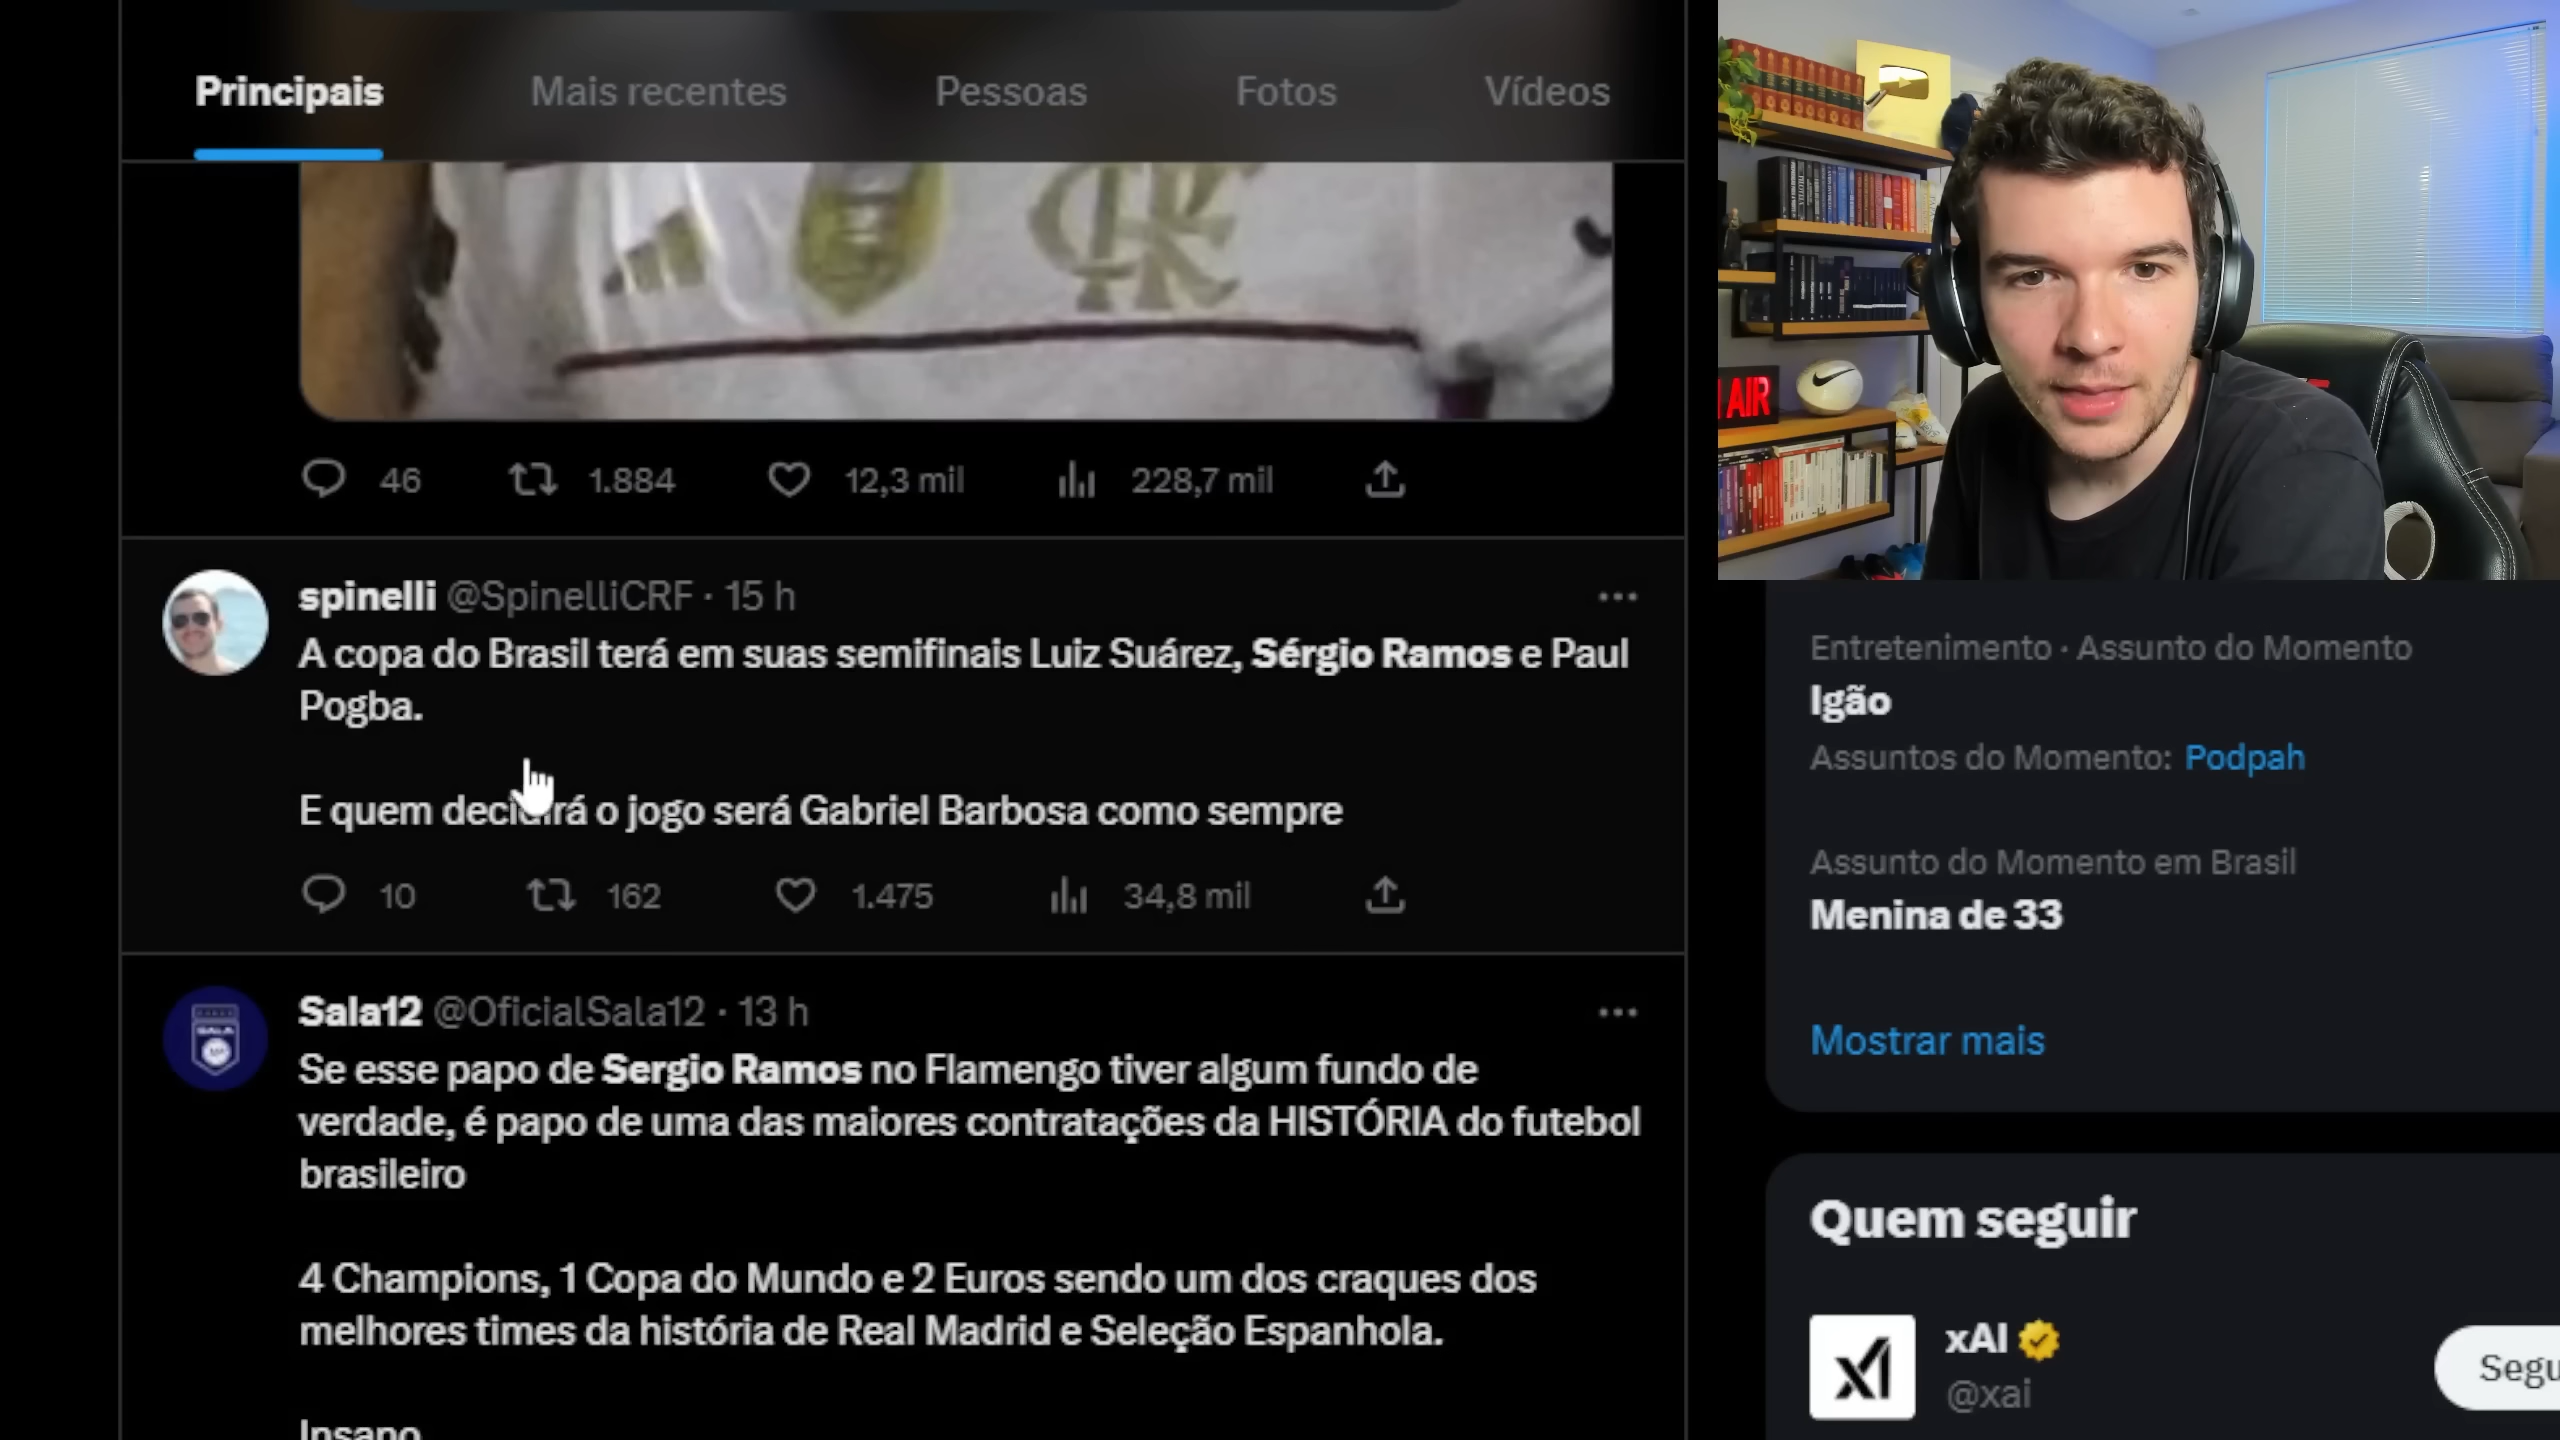 Principais
Mais recentes
Pessoas
Fotos
Vídeos
46
1.884
12,3 mil
228,7 mil
spinelli @SpinelliCRF · 15 h
A copa do Brasil terá em suas semifinais Luiz Suárez, Sérgio Ramos e Paul
Pogba.
E quem decidirá o jogo será Gabriel Barbosa como sempre
10
162
1.475
34,8 mil
Sala12 @OficialSala12 · 13 h
Se esse papo de Sergio Ramos no Flamengo tiver algum fundo de
verdade, é papo de uma das maiores contratações da HISTÓRIA do futebol
brasileiro
4 Champions, 1 Copa do Mundo e 2 Euros sendo um dos craques dos
melhores times da história de Real Madrid e Seleção Espanhola.
Insano
AIR
Entretenimento · Assunto do Momento
Igão
Assuntos do Momento: Podpah
Assunto do Momento em Brasil
Menina de 33
Mostrar mais
Quem seguir
xAI
@xai
Segu